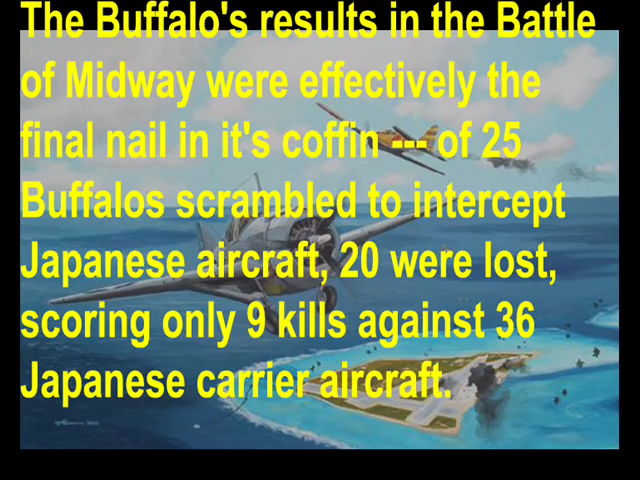 The Buffalo's results in the Battle
of Midway were effectively the
final nail in it's coffin --- of 25
Buffalos scrambled to intercept
Japanese aircraft, 20 were lost,
scoring only 9 kills against 36
Japanese carrier aircraft.